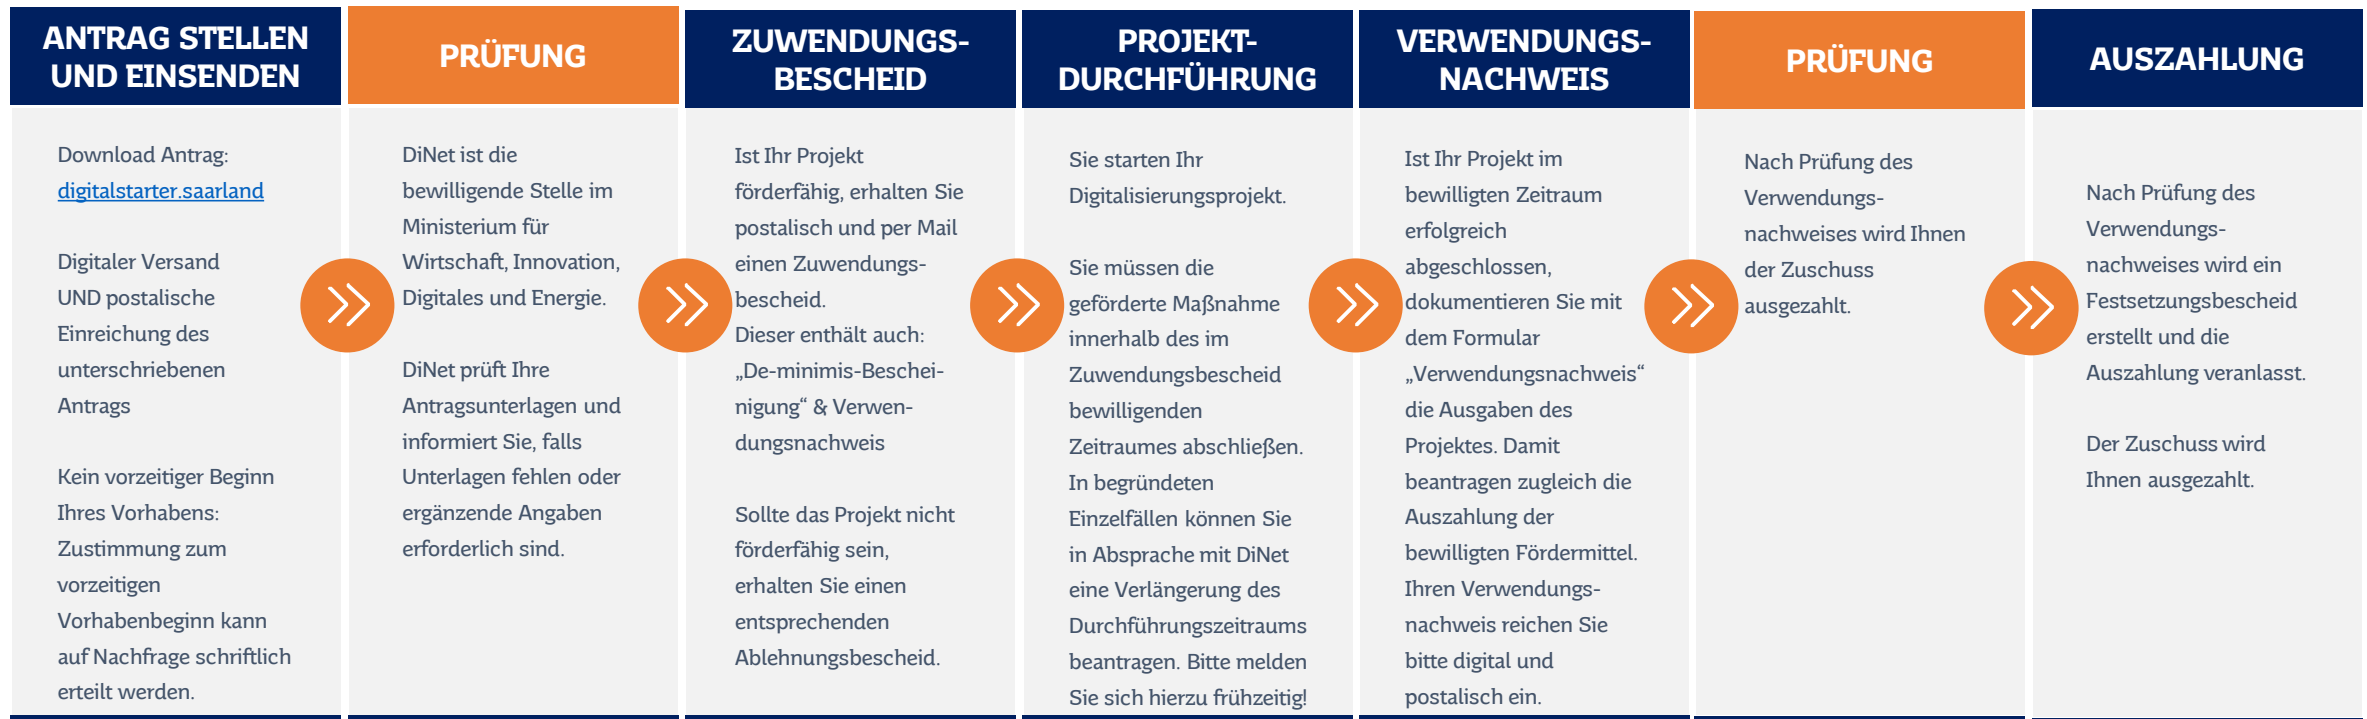 ANTRAG STELLEN
UND EINSENDEN
Download Antrag:
digitalstarter.saarland
Digitaler Versand
UND postalische
Einreichung des
unterschriebenen
Antrags
Kein vorzeitiger Beginn
Ihres Vorhabens:
Zustimmung zum
vorzeitigen
Vorhabenbeginn kann
auf Nachfrage schriftlich
erteilt werden.
PRÜFUNG
DiNet ist die
bewilligende Stelle im
Ministerium für
Wirtschaft, Innovation,
Digitales und Energie.
DiNet prüft Ihre
Antragsunterlagen und
informiert Sie, falls
Unterlagen fehlen oder
ergänzende Angaben
erforderlich sind.
ZUWENDUNGS-
BESCHEID
Ist Ihr Projekt
förderfähig, erhalten Sie
postalisch und per Mail
einen Zuwendungs-
bescheid.
Dieser enthält auch:
„De-minimis-Beschei-
nigung“ & Verwen-
dungsnachweis
Sollte das Projekt nicht
förderfähig sein,
erhalten Sie einen
entsprechenden
Ablehnungsbescheid.
PROJEKT-
DURCHFÜHRUNG
Sie starten Ihr
Digitalisierungsprojekt.
Sie müssen die
geförderte Maßnahme
innerhalb des im
Zuwendungsbescheid
bewilligenden
Zeitraumes abschließen.
In begründeten
Einzelfällen können Sie
in Absprache mit DiNet
eine Verlängerung des
Durchführungszeitraums
beantragen. Bitte melden
Sie sich hierzu frühzeitig!
VERWENDUNGS-
NACHWEIS
Ist Ihr Projekt im
bewilligten Zeitraum
erfolgreich
abgeschlossen,
dokumentieren Sie mit
dem Formular
„Verwendungsnachweis“
die Ausgaben des
Projektes. Damit
beantragen zugleich die
Auszahlung der
bewilligten Fördermittel.
Ihren Verwendungs-
nachweis reichen Sie
bitte digital und
postalisch ein.
PRÜFUNG
Nach Prüfung des
Verwendungs-
nachweises wird Ihnen
der Zuschuss
ausgezahlt.
AUSZAHLUNG
Nach Prüfung des
Verwendungs-
nachweises wird ein
Festsetzungsbescheid
erstellt und die
Auszahlung veranlasst.
Der Zuschuss wird
Ihnen ausgezahlt.